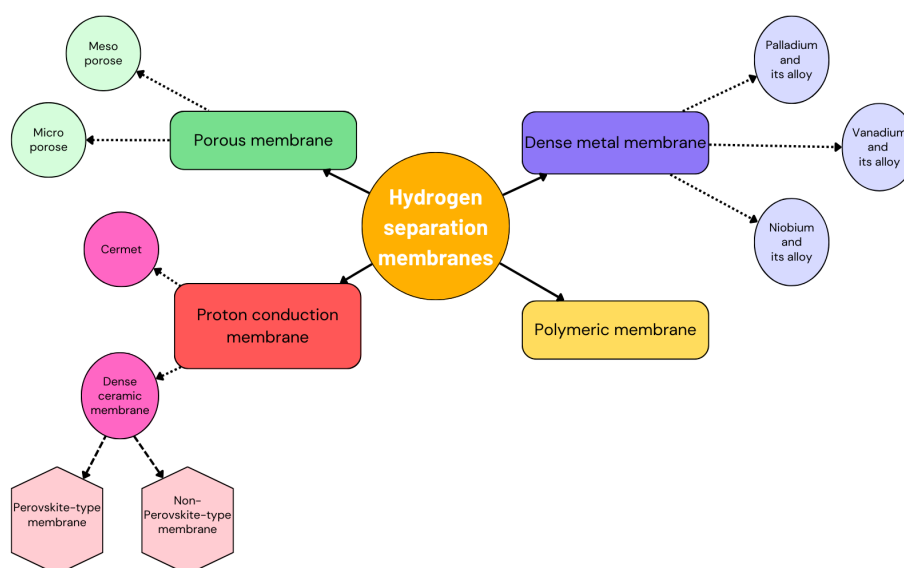 Meso
porose
Micro
porose
Porous membrane
Hydrogen
separation
membranes
Dense metal membrane
Palladium
and
its alloy
Vanadium
and
its alloy
Niobium
and
its alloy
Cermet
Proton conduction
membrane
Polymeric membrane
Dense
ceramic
membrane
Perovskite-type
membrane
Non-
Perovskite-type
membrane